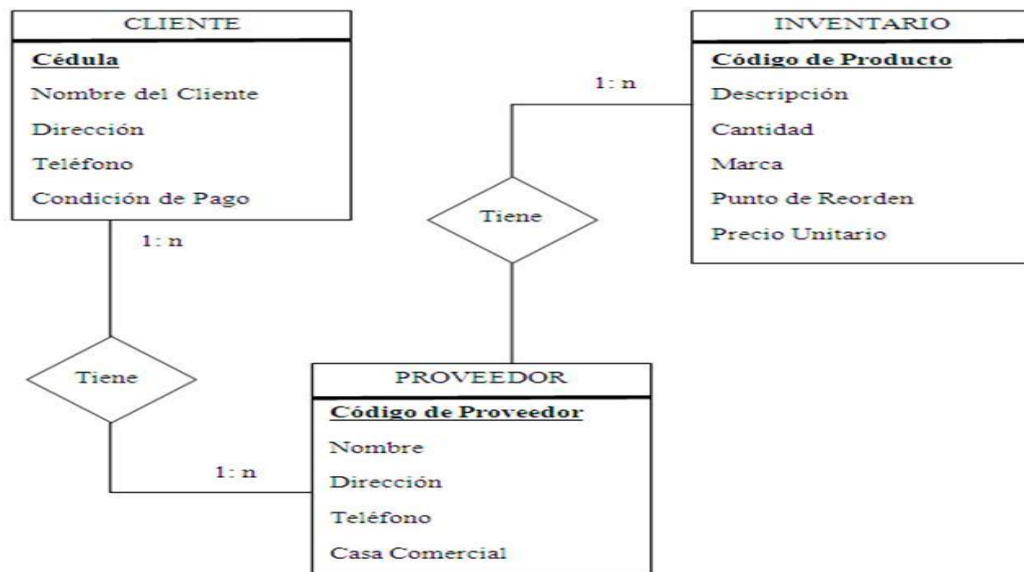 CLIENTE
Cédula
Nombre del Cliente
Dirección
Teléfono
Condición de Pago
1: n
Tiene
1: n
INVENTARIO
Código de Producto
Descripción
Cantidad
Marca
Punto de Reorden
Precio Unitario
1: n
Tiene
PROVEEDOR
Código de Proveedor
Nombre
Dirección
Teléfono
Casa Comercial